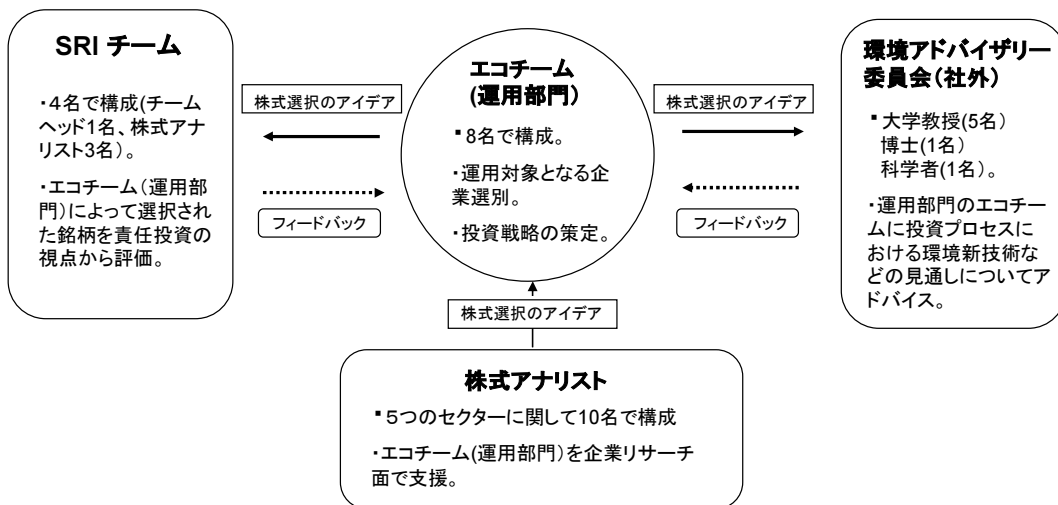 SRI チーム
・4名で構成(チーム
ヘッド1名、株式アナ
リスト3名）。
・エコチーム（運用部
門）によって選択され
た銘柄を責任投資の
視点から評価。
株式選択のアイデア
フィードバック
エコチーム
(運用部門）
▪8名で構成。
・運用対象となる企
業選別。
・投資戦略の策定。
株式選択のアイデア
フィードバック
環境アドバイザリー
委員会（社外）
▪大学教授(5名）
博士(1名）
科学者(1名）。
・運用部門のエコチー
ムに投資プロセスに
おける環境新技術な
どの見通しについてア
ドバイス。
株式選択のアイデア
株式アナリスト
▪５つのセクターに関して10名で構成
・エコチーム(運用部門）を企業リサーチ
面で支援。